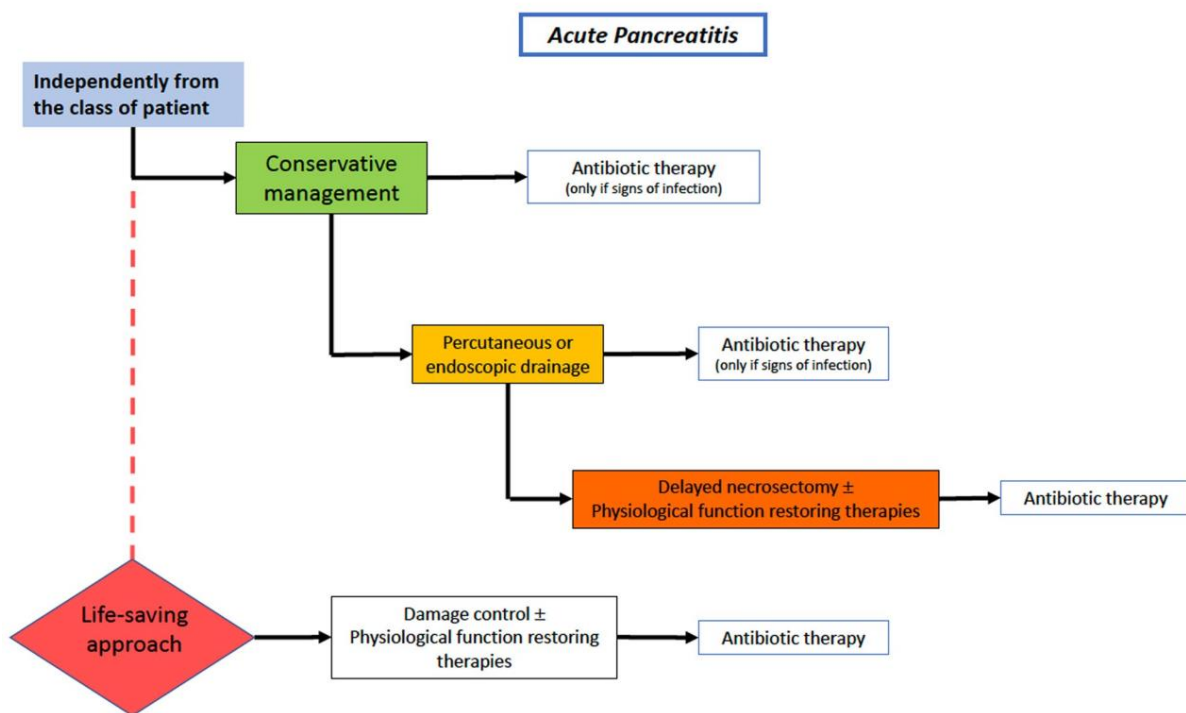 Acute Pancreatitis
Independently from
the class of patient
Conservative
management
Antibiotic therapy
(only if signs of infection)
Percutaneous or
endoscopic drainage
Antibiotic therapy
(only if signs of infection)
Delayed necrosectomy ±
Physiological function restoring therapies
Antibiotic therapy
Life-saving
approach
Damage control ±
Physiological function restoring
therapies
Antibiotic therapy